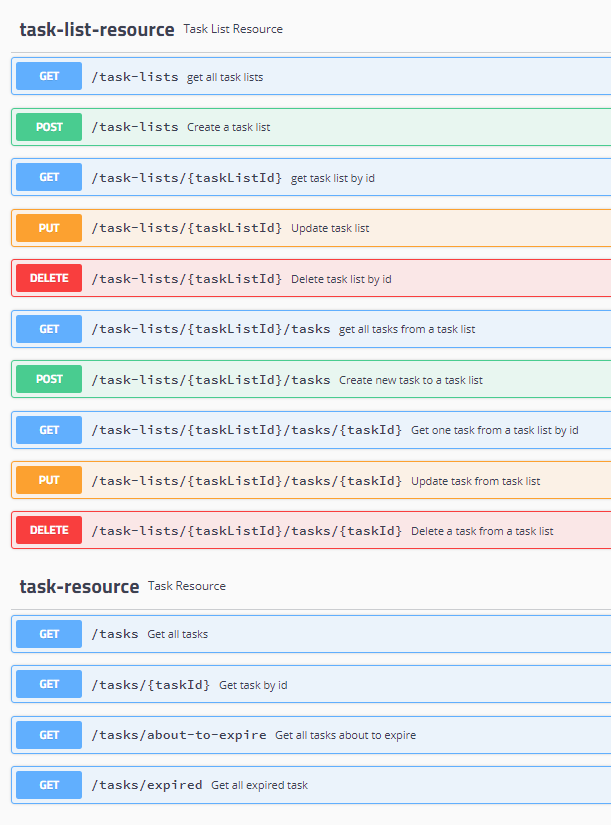 task-list-resource Task List Resource
GET /task-lists get all task lists
POST /task-lists Create a task list
GET /task-lists/{taskListId} get task list by id
PUT /task-lists/{taskListId} Update task list
DELETE /task-lists/{taskListId} Delete task list by id
GET /task-lists/{taskListId}/tasks get all tasks from a task list
POST /task-lists/{taskListId}/tasks Create new task to a task list
GET /task-lists/{taskListId}/tasks/{taskId} Get one task from a task list by id
PUT /task-lists/{taskListId}/tasks/{taskId} Update task from task list
DELETE /task-lists/{taskListId}/tasks/{taskId} Delete a task from a task list
task-resource Task Resource
GET /tasks Get all tasks
GET /tasks/{taskId} Get task by id
GET /tasks/about-to-expire Get all tasks about to expire
GET /tasks/expired Get all expired task